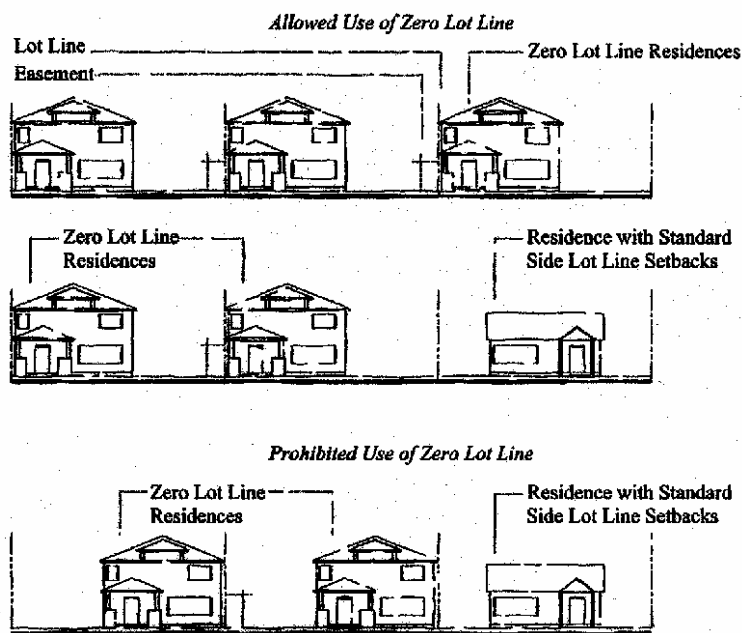 Allowed Use of Zero Lot Line
Lot Line
Zero Lot Line Residences
Easement
Zero Lot Line
Residences
Residence with Standard
Side Lot Line Setbacks
Prohibited Use of Zero Lot Line
Zero Lot Line
Residences
Residence with Standard
Side Lot Line Setbacks